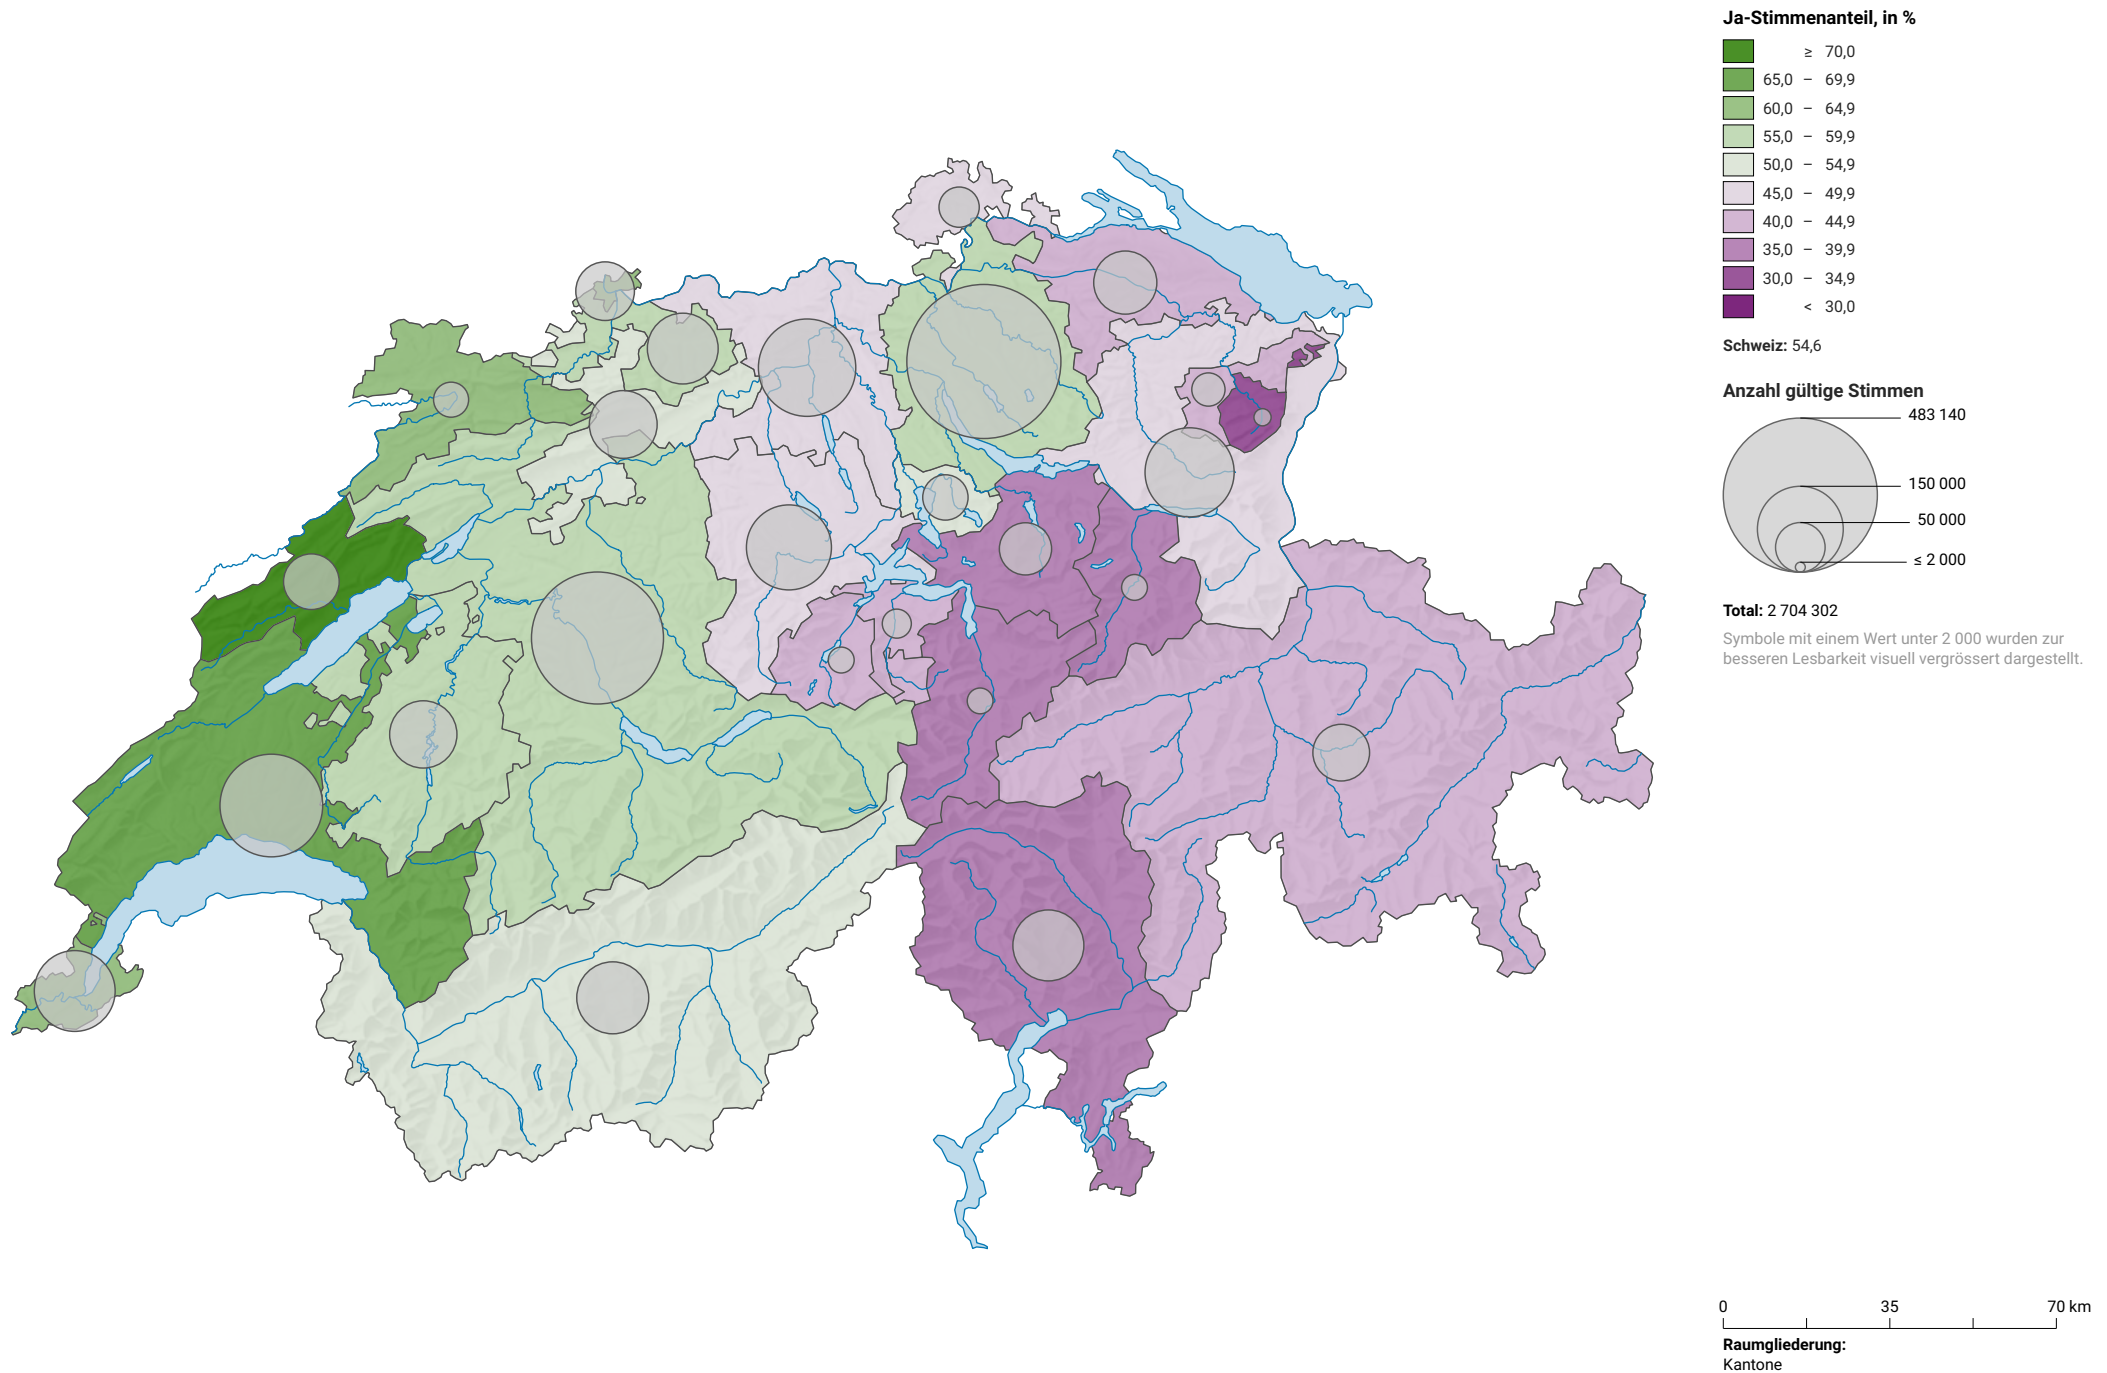 Ja-Stimmenanteil, in %
≥ 70,0
65,0 – 69,9
60,0 – 64,9
55,0 – 59,9
50,0 – 54,9
45,0 – 49,9
40,0 – 44,9
35,0 – 39,9
30,0 – 34,9
< 30,0
Schweiz: 54,6
Anzahl gültige Stimmen
483 140
150 000
50 000
≤ 2 000
Total: 2 704 302
Symbole mit einem Wert unter 2 000 wurden zur
besseren Lesbarkeit visuell vergrössert dargestellt.
0 35 70 km
Raumgliederung:
Kantone